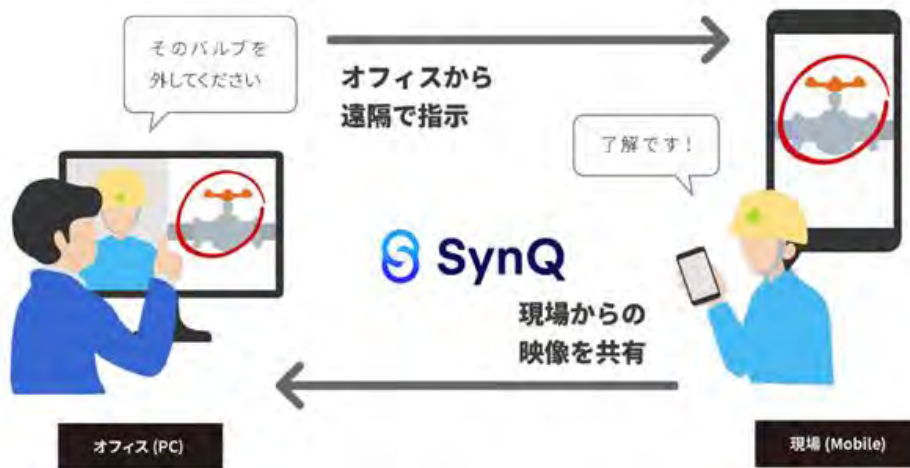 そのバルブを
外してください
オフィスから
遠隔で指示
了解です！
SynQ
現場からの
映像を共有
オフィス (PC)
現場 (Mobile)